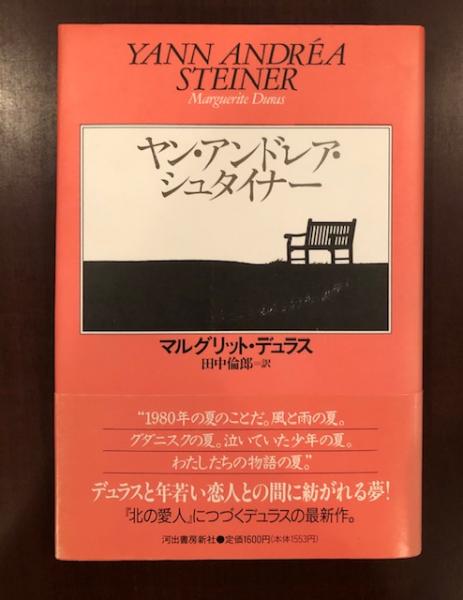 YANN ANDRÉA
STEINER
Marguerite Duras
ヤン・アンドレア・
シュタイナー
マルグリット・デュラス
田中倫郎=訳
“1980年の夏のことだ。風と雨の夏。
グダニスクの夏。泣いていた少年の夏。
わたしたちの物語の夏。”
デュラスと年若い恋人との間に紡がれる夢!
『北の愛人』につづくデュラスの最新作。
河出書房新社●定価1600円(本体1553円)